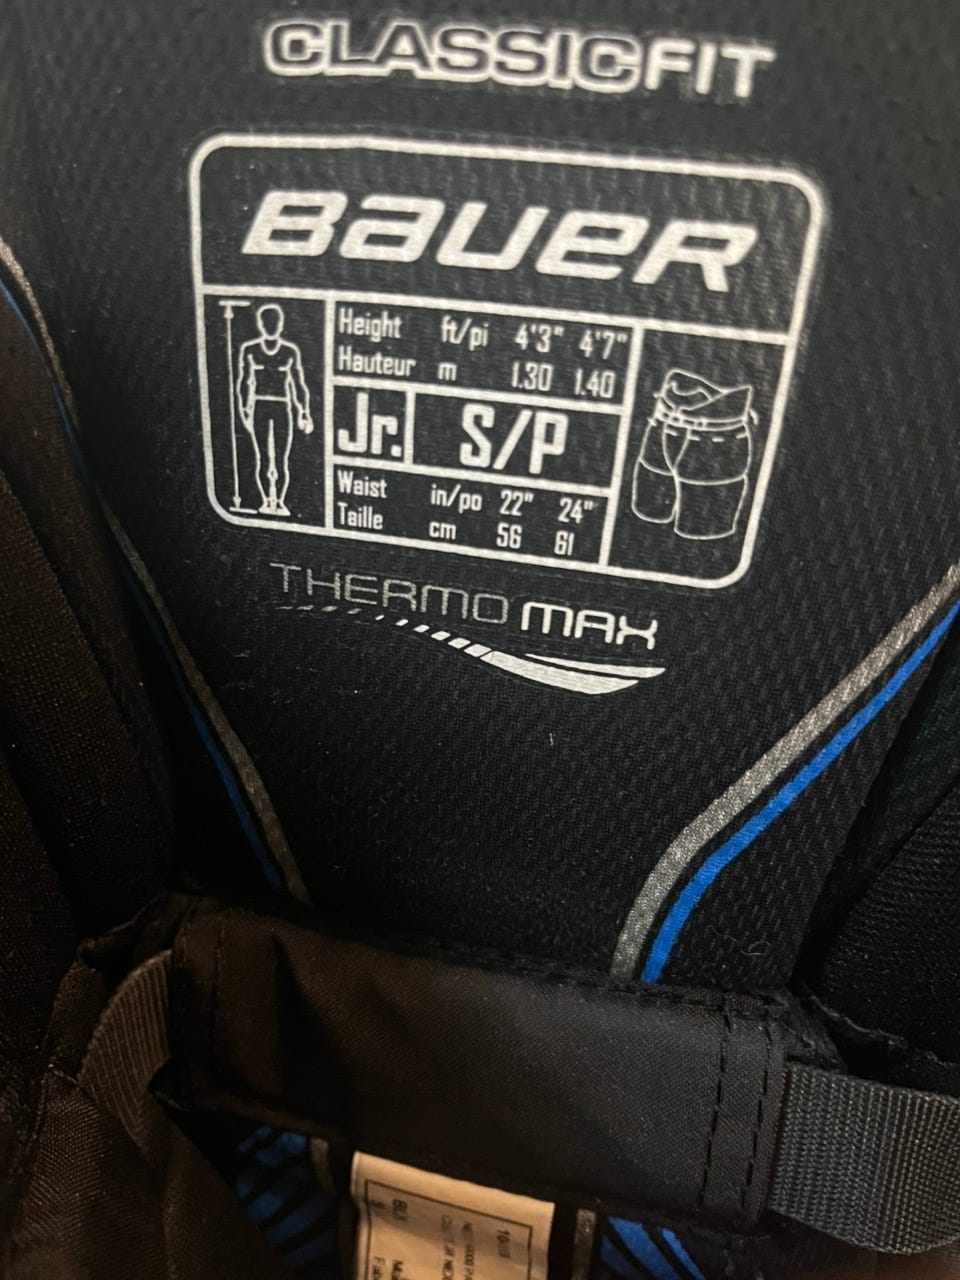 CLASSICFIT
BAUER
Height ft/pi 4'3" 4'7"
Hauteur m 1.30 1.40
Jr. S/P
Waist in/po 22" 24"
Taille cm 56 61
THERMO MAX